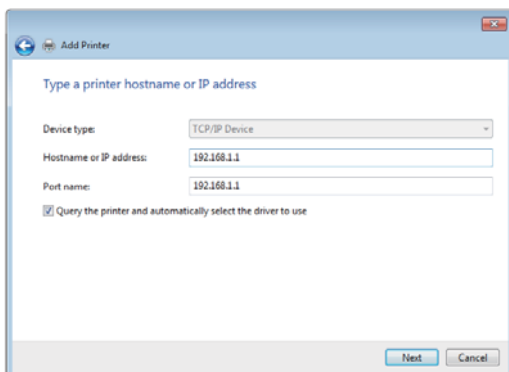 Add Printer
Type a printer hostname or IP address
Device type: TCP/IP Device
Hostname or IP address: 192.168.1.1
Port name: 192.168.1.1
Query the printer and automatically select the driver to use
Next Cancel